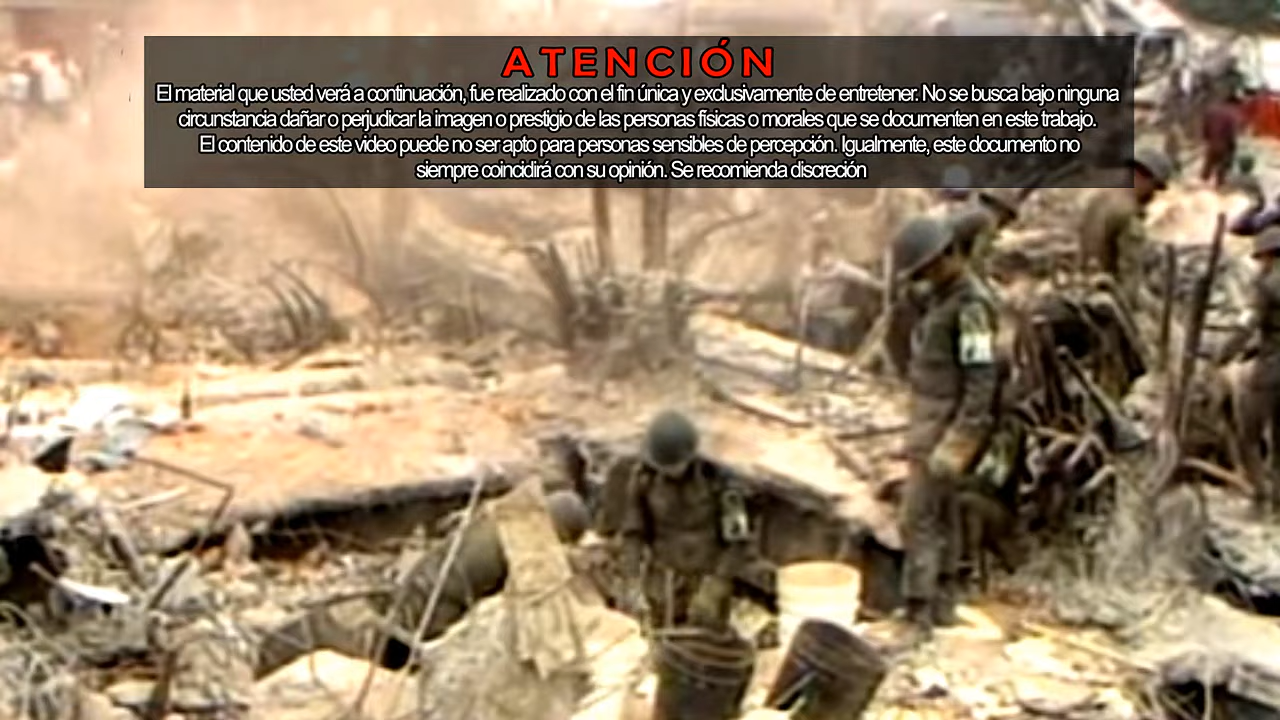 ATENCIÓN
El material que usted verá a continuación, fue realizado con el fin única y exclusivamente de entretener. No se busca bajo ninguna
circunstancia dañar o perjudicar la imagen o prestigio de las personas físicas o morales que se documenten en este trabajo.
El contenido de este video puede no ser apto para personas sensibles de percepción. Igualmente, este documento no
siempre coincidirá con su opinión. Se recomienda discreción